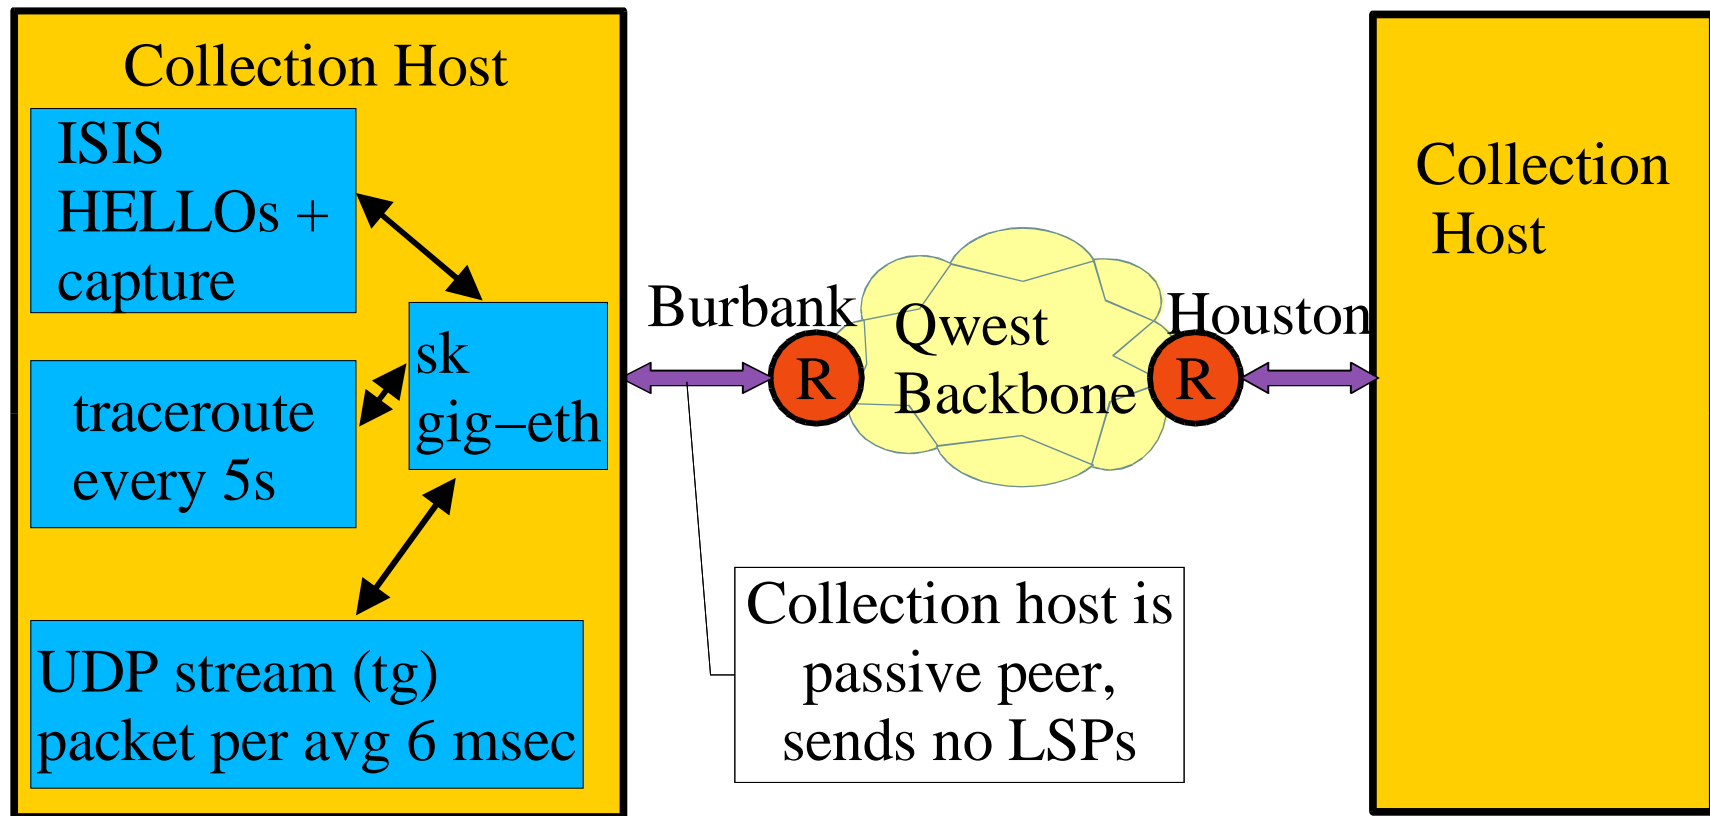 Collection Host
ISIS
HELLOs +
capture
traceroute
every 5s
sk
gig−eth
UDP stream (tg)
packet per avg 6 msec
Burbank
R
Qwest
Backbone
Houston
R
Collection host is
passive peer,
sends no LSPs
Collection
Host